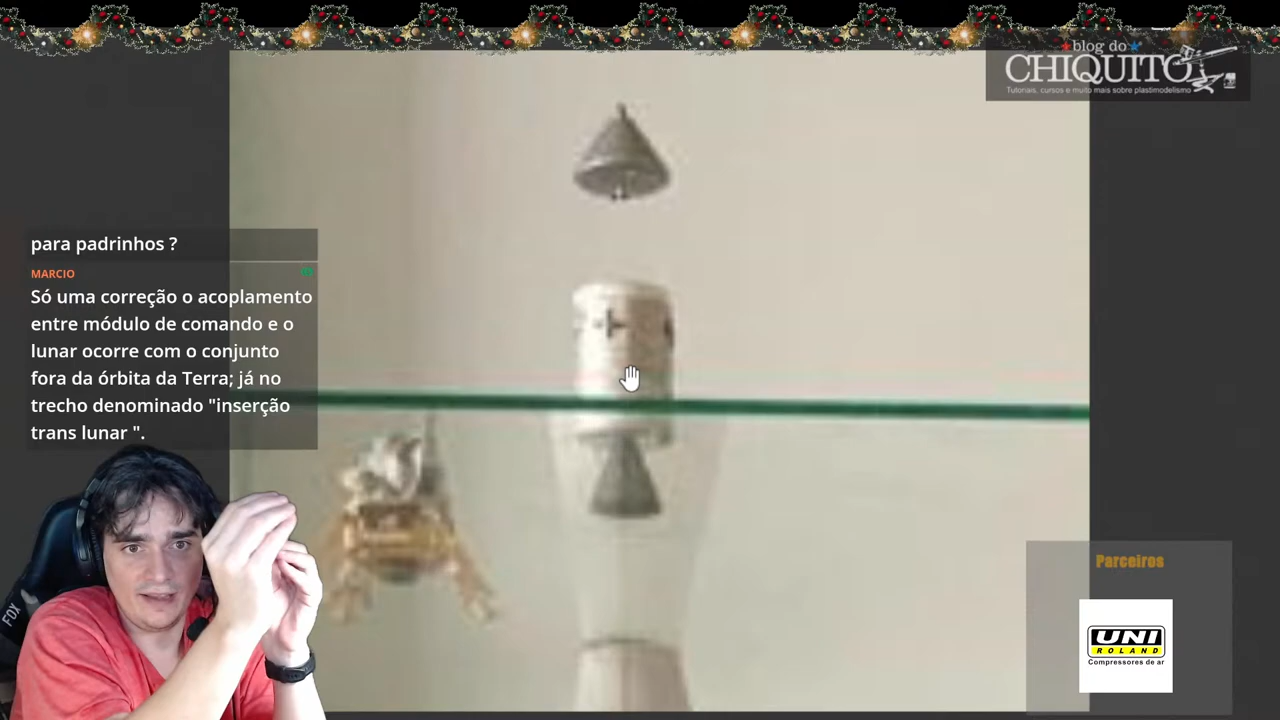 blog do
CHIQUITO
Tutoriais, cursos e muito mais sobre plastimodelismo
para padrinhos ?
MARCIO
Só uma correção o acoplamento
entre módulo de comando e o
lunar ocorre com o conjunto
fora da órbita da Terra; já no
trecho denominado "inserção
trans lunar ".
FOX
Parceiros
UNI
ROLAND
Compressores de ar